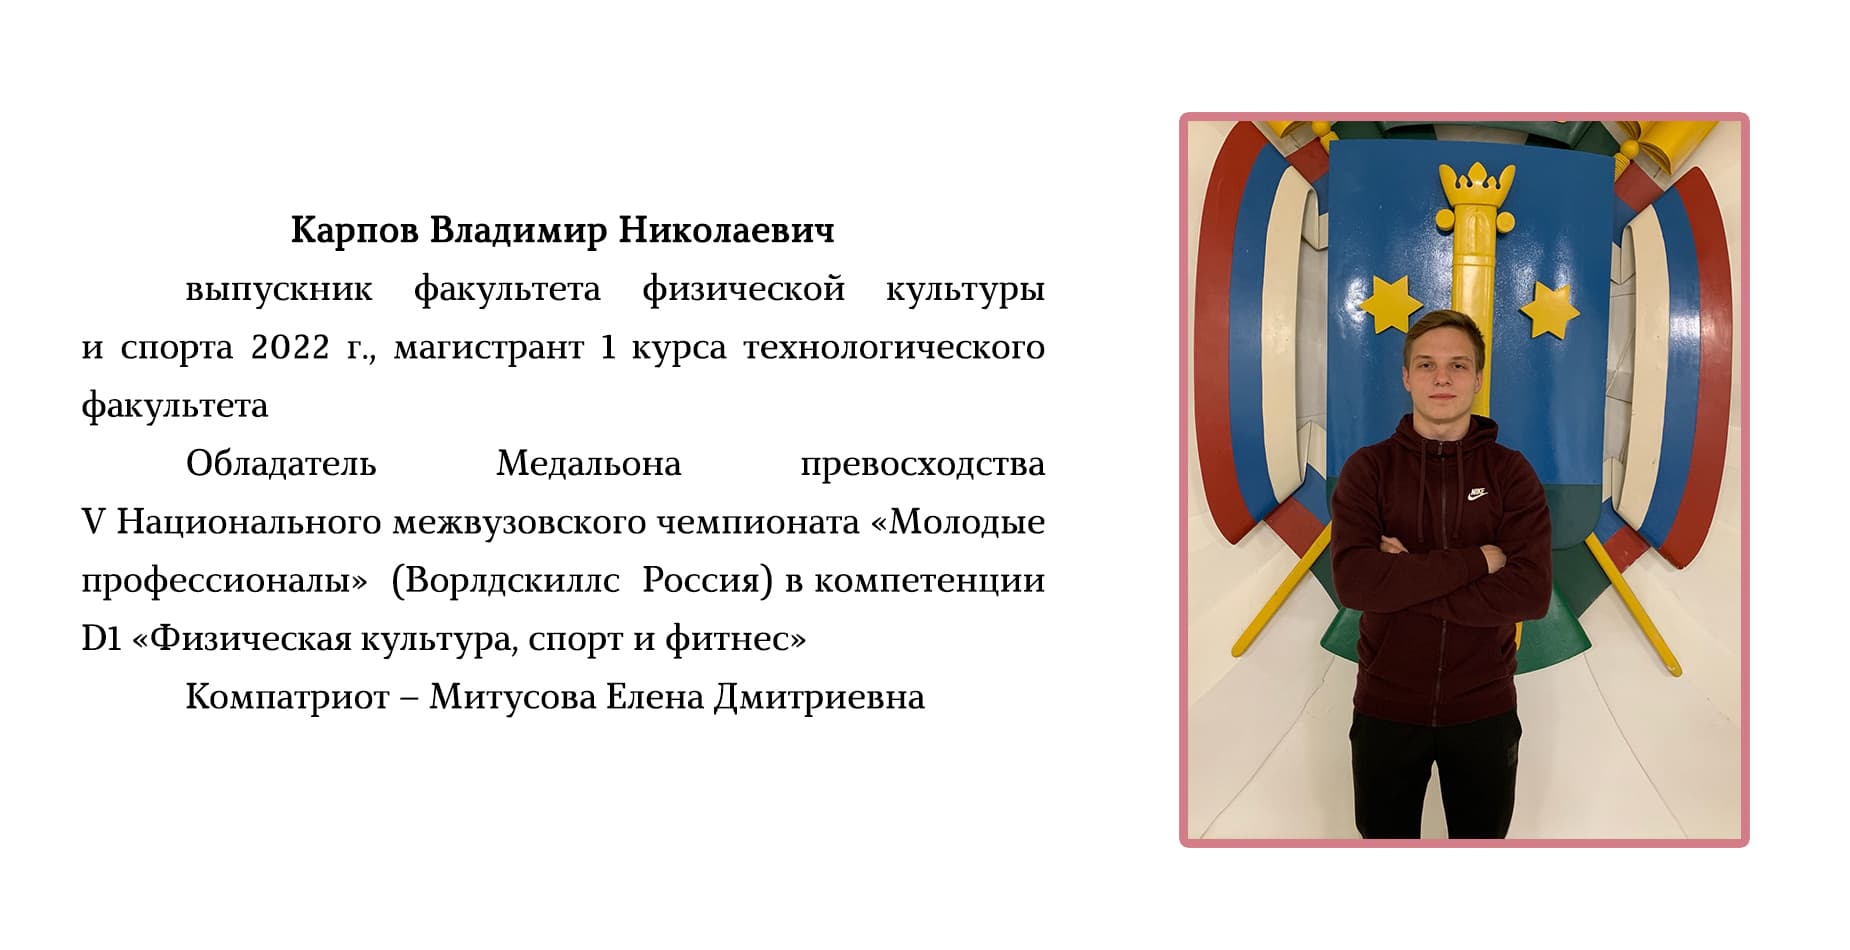 Карпов Владимир Николаевич
выпускник факультета физической культуры
и спорта 2022 г., магистрант 1 курса технологического
факультета
Обладатель Медальона превосходства
V Национального межвузовского чемпионата «Молодые
профессионалы» (Ворлдскиллс Россия) в компетенции
D1 «Физическая культура, спорт и фитнес»
Компатриот – Митусова Елена Дмитриевна
NIKE